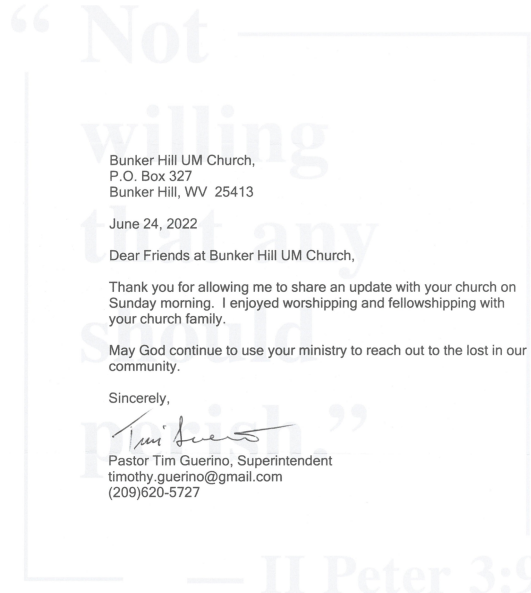 “ Not
willing
that any
should
perish.”
— II Peter 3:9
Bunker Hill UM Church,
P.O. Box 327
Bunker Hill, WV  25413
June 24, 2022
Dear Friends at Bunker Hill UM Church,
Thank you for allowing me to share an update with your church on
Sunday morning.  I enjoyed worshipping and fellowshipping with
your church family.
May God continue to use your ministry to reach out to the lost in our
community.
Sincerely,
Tim Guerino
Pastor Tim Guerino, Superintendent
timothy.guerino@gmail.com
(209)620-5727